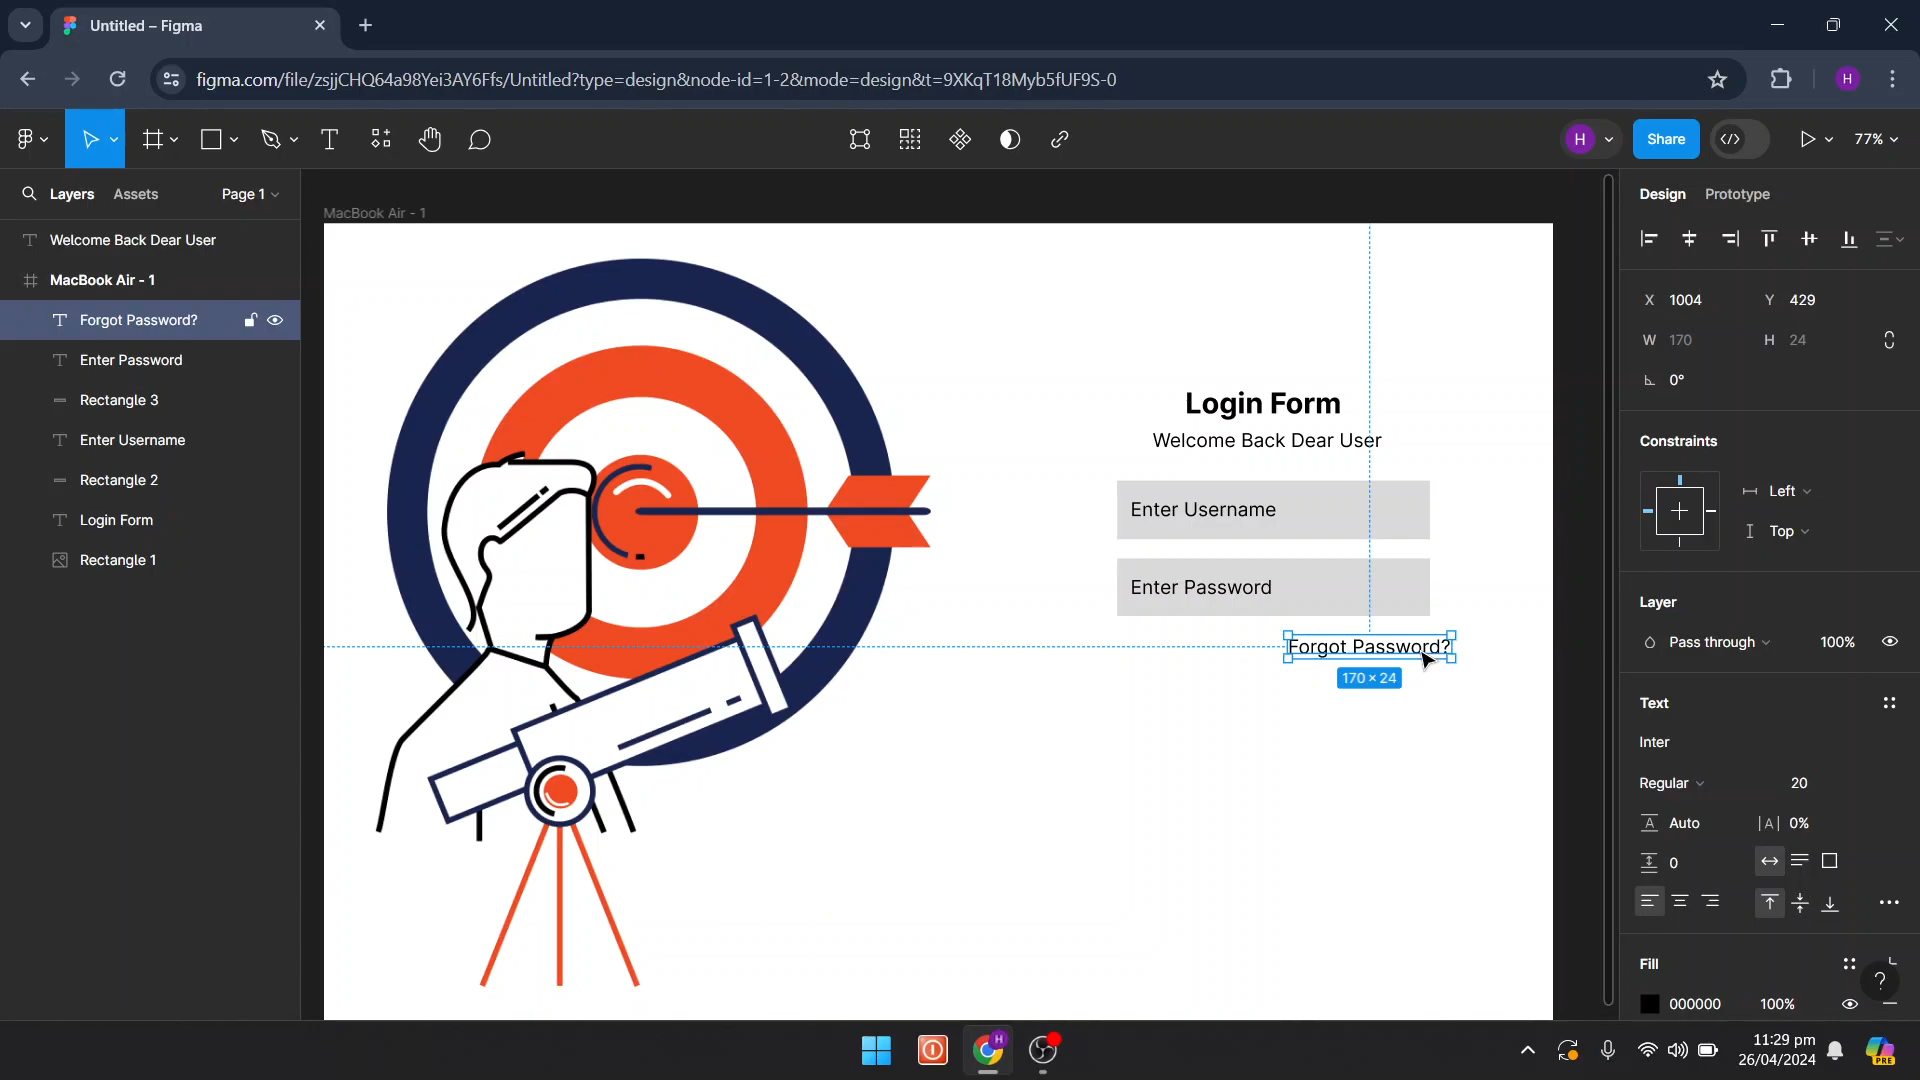 Untitled – Figma
figma.com/file/zsjjCHQ64a98Yei3AY6Ffs/Untitled?type=design&node-id=1-2&mode=design&t=9XKqT18Myb5fUF9S-0
H
H
Share
77%
Layers
Assets
Page 1
Welcome Back Dear User
MacBook Air - 1
Forgot Password?
Enter Password
Rectangle 3
Enter Username
Rectangle 2
Login Form
Rectangle 1
MacBook Air - 1
Login Form
Welcome Back Dear User
Enter Username
Enter Password
Forgot Password?
170 × 24
Design
Prototype
X 1004
Y 429
W 170
H 24
0°
Constraints
Left
Top
Layer
Pass through
100%
Text
Inter
Regular
20
Auto
|A| 0%
0
Fill
000000
100%
?
H
11:29 pm
26/04/2024
PRE